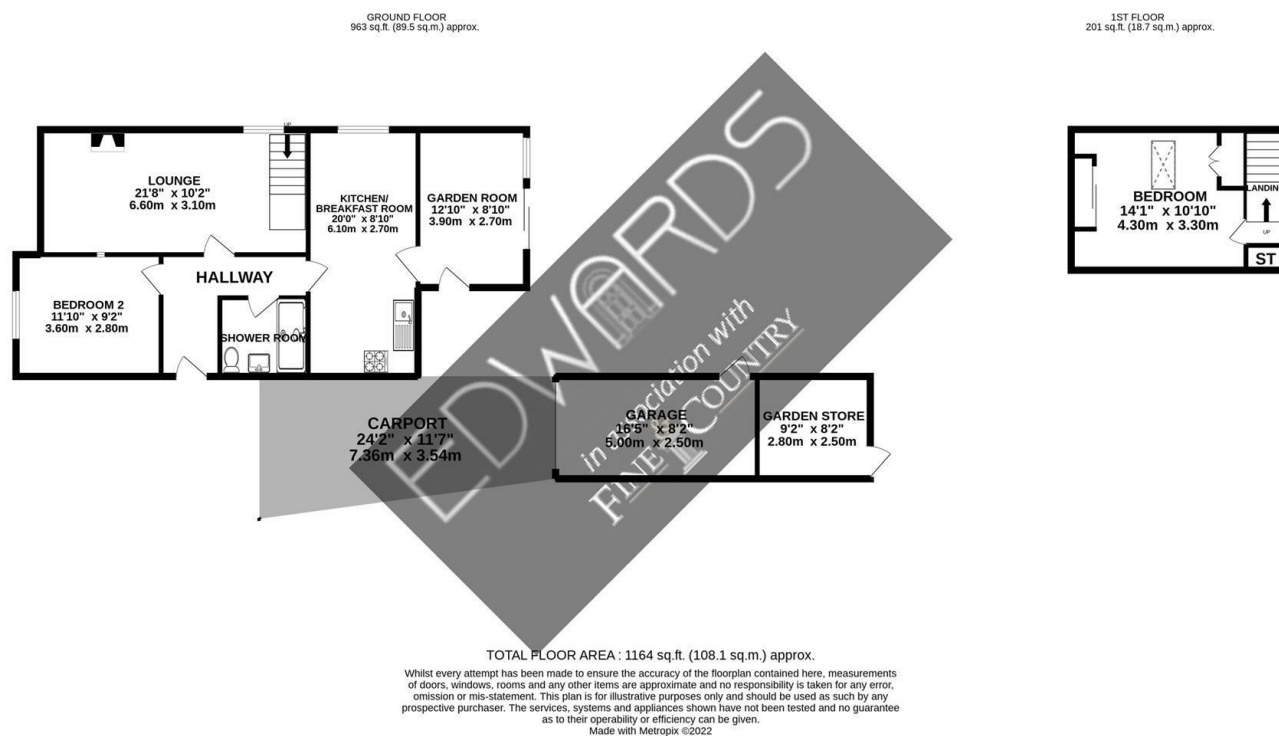 GROUND FLOOR
963 sq.ft. (89.5 sq.m.) approx.
1ST FLOOR
201 sq.ft. (18.7 sq.m.) approx.
UP
LOUNGE
21'8" x 10'2"
6.60m x 3.10m
KITCHEN/
BREAKFAST ROOM
20'0" x 8'10"
6.10m x 2.70m
GARDEN ROOM
12'10" x 8'10"
3.90m x 2.70m
HALLWAY
BEDROOM 2
11'10" x 9'2"
3.60m x 2.80m
SHOWER ROOM
BEDROOM
14'1" x 10'10"
4.30m x 3.30m
LANDIN
UP
ST
CARPORT
24'2" x 11'7"
7.36m x 3.54m
GARAGE
16'5" x 8'2"
5.00m x 2.50m
GARDEN STORE
9'2" x 8'2"
2.80m x 2.50m
EDWARDS
in association with
FINE & COUNTRY
TOTAL FLOOR AREA : 1164 sq.ft. (108.1 sq.m.) approx.
Whilst every attempt has been made to ensure the accuracy of the floorplan contained here, measurements
of doors, windows, rooms and any other items are approximate and no responsibility is taken for any error,
omission or mis-statement. This plan is for illustrative purposes only and should be used as such by any
prospective purchaser. The services, systems and appliances shown have not been tested and no guarantee
as to their operability or efficiency can be given.
Made with Metropix ©2022